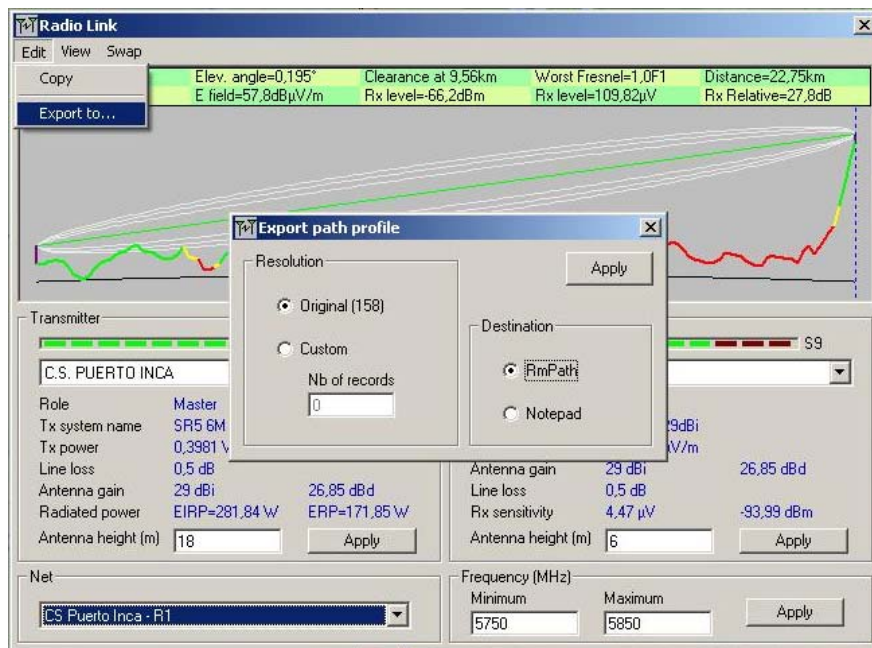 Radio Link
Edit View Swap
Copy
Export to...
Elev. angle=0,195° Clearance at 9,56km Worst Fresnel=1,0F1 Distance=22,75km
E field=57,8dBµV/m Rx level=-66,2dBm Rx level=109,82µV Rx Relative=27,8dB
Export path profile
Resolution
Apply
Original (158)
Custom
Nb of records
0
Destination
RmPath
Notepad
Transmitter
S9
C.S. PUERTO INCA
Role Master
Tx system name SR5 6M
Tx power 0,3981
Line loss 0,5 dB
Antenna gain 29 dBi 26,85 dBd
Radiated power EIRP=281,84 W ERP=171,85 W
Antenna height (m) 18 Apply
Antenna gain 29 dBi 26,85 dBd
Line loss 0,5 dB
Rx sensitivity 4,47 µV -93,99 dBm
Antenna height (m) 6 Apply
Net
CS Puerto Inca - R1
Frequency (MHz)
Minimum Maximum
5750 5850 Apply